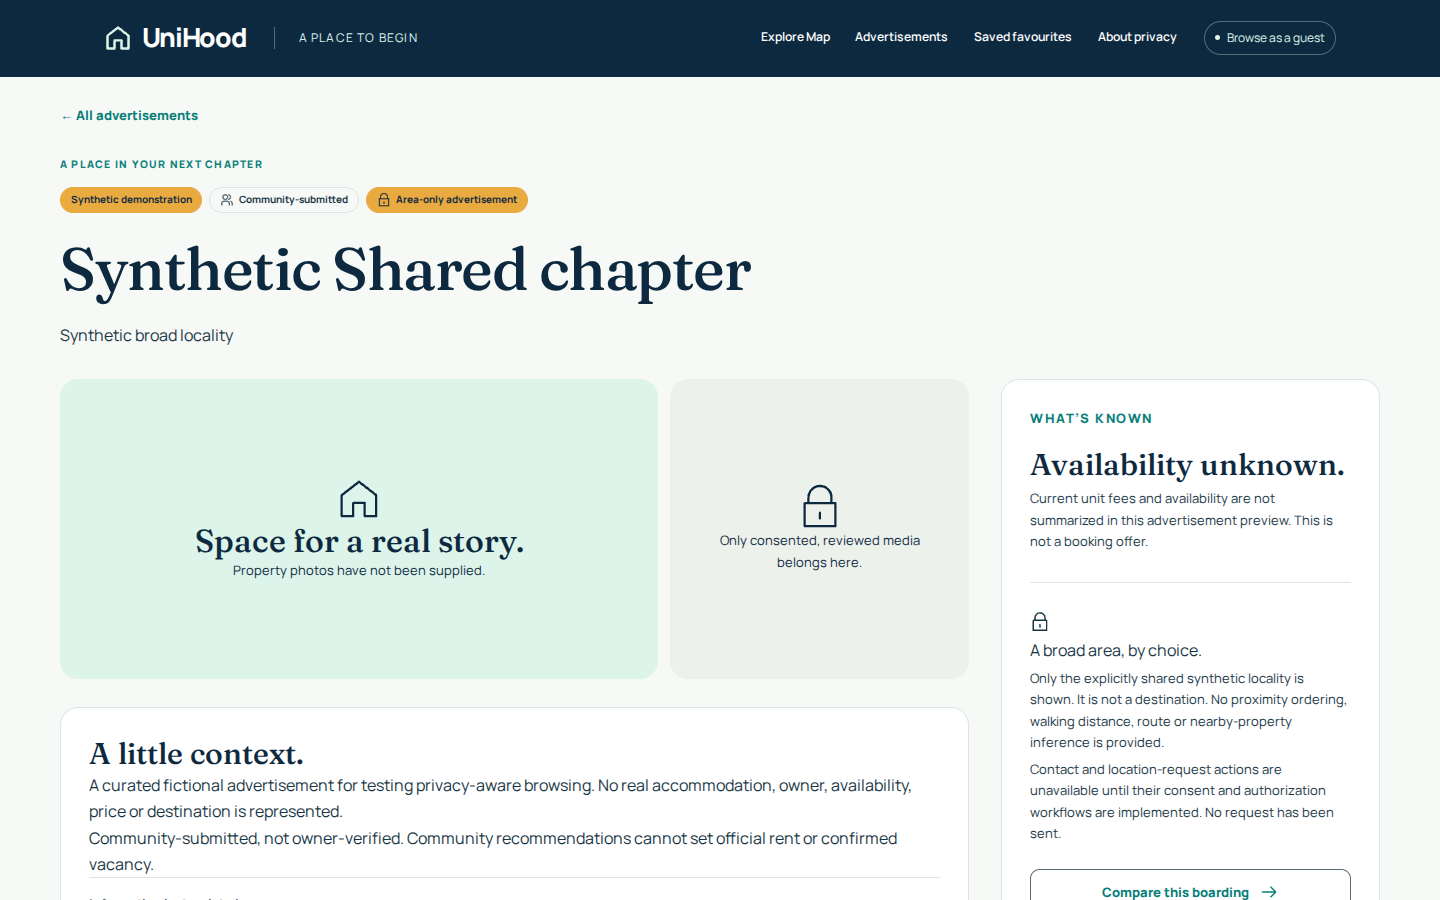 UniHood
A PLACE TO BEGIN
Explore Map
Advertisements
Saved favourites
About privacy
Browse as a guest
← All advertisements
A PLACE IN YOUR NEXT CHAPTER
Synthetic demonstration
Community-submitted
Area-only advertisement
Synthetic Shared chapter
Synthetic broad locality
Space for a real story.
Property photos have not been supplied.
Only consented, reviewed media
belongs here.
A little context.
A curated fictional advertisement for testing privacy-aware browsing. No real accommodation, owner, availability,
price or destination is represented.
Community-submitted, not owner-verified. Community recommendations cannot set official rent or confirmed
vacancy.
WHAT'S KNOWN
Availability unknown.
Current unit fees and availability are not
summarized in this advertisement preview. This is
not a booking offer.
A broad area, by choice.
Only the explicitly shared synthetic locality is
shown. It is not a destination. No proximity ordering,
walking distance, route or nearby-property
inference is provided.
Contact and location-request actions are
unavailable until their consent and authorization
workflows are implemented. No request has been
sent.
Compare this boarding →